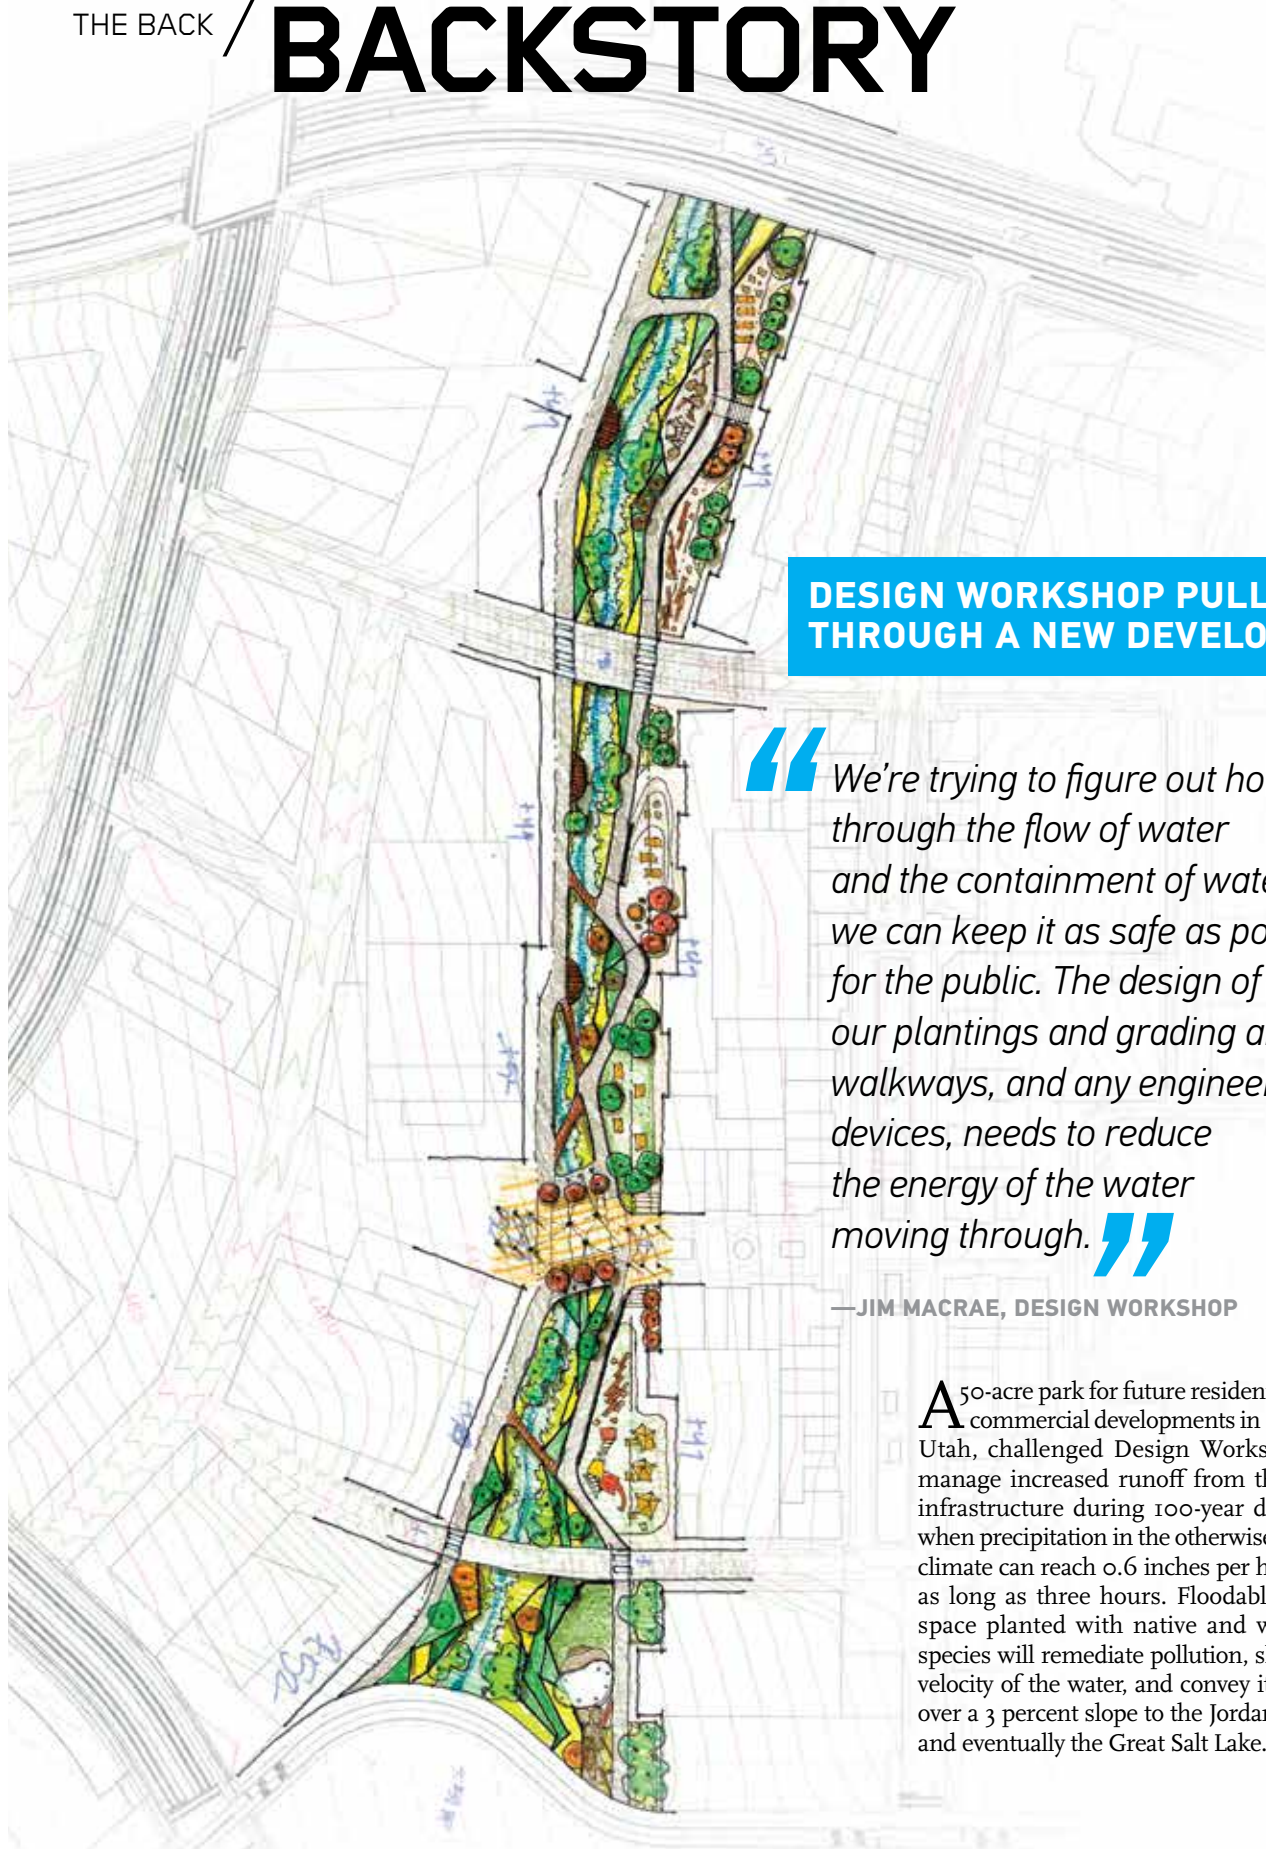 THE BACK / BACKSTORY
DESIGN WORKSHOP PULL
THROUGH A NEW DEVELO
“We’re trying to figure out ho
through the flow of water
and the containment of wate
we can keep it as safe as po
for the public. The design of
our plantings and grading a
walkways, and any engineer
devices, needs to reduce
the energy of the water
moving through.”
—JIM MACRAE, DESIGN WORKSHOP
A 50-acre park for future residen
commercial developments in
Utah, challenged Design Works
manage increased runoff from th
infrastructure during 100-year d
when precipitation in the otherwise
climate can reach 0.6 inches per h
as long as three hours. Floodabl
space planted with native and w
species will remediate pollution, sl
velocity of the water, and convey i
over a 3 percent slope to the Jordan
and eventually the Great Salt Lake.